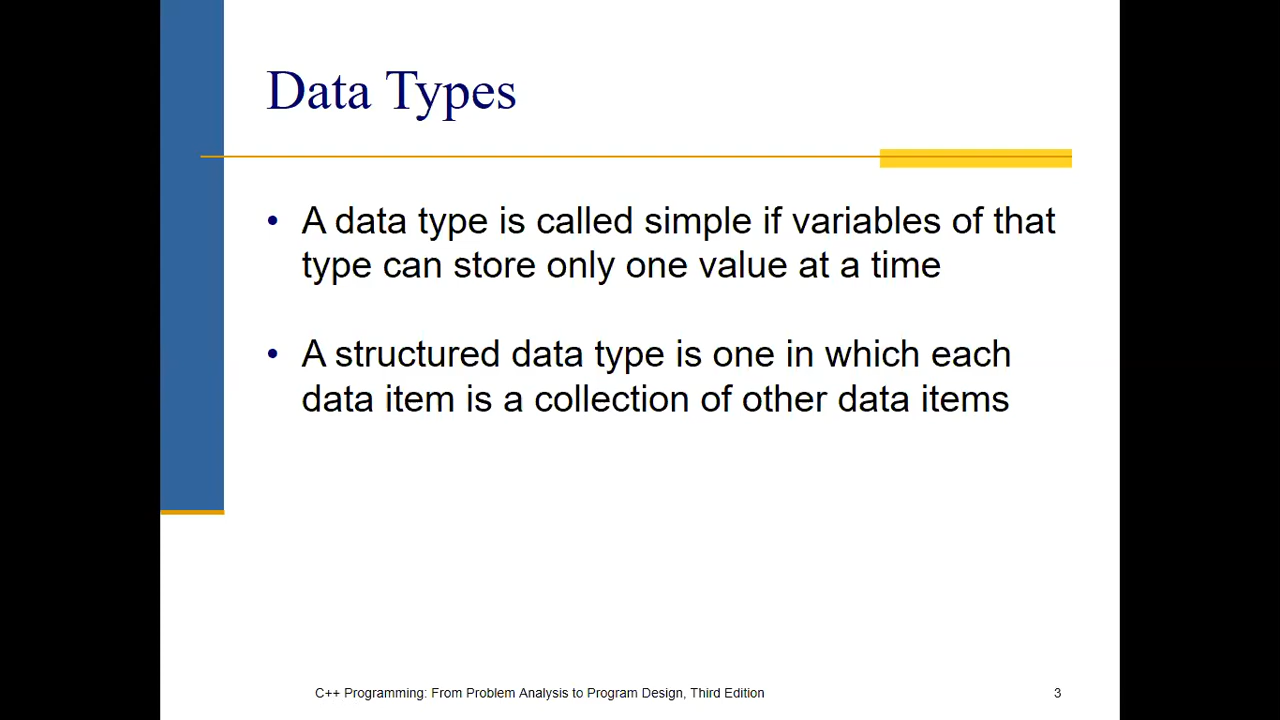 Data Types
• A data type is called simple if variables of that
type can store only one value at a time
• A structured data type is one in which each
data item is a collection of other data items
C++ Programming: From Problem Analysis to Program Design, Third Edition
3